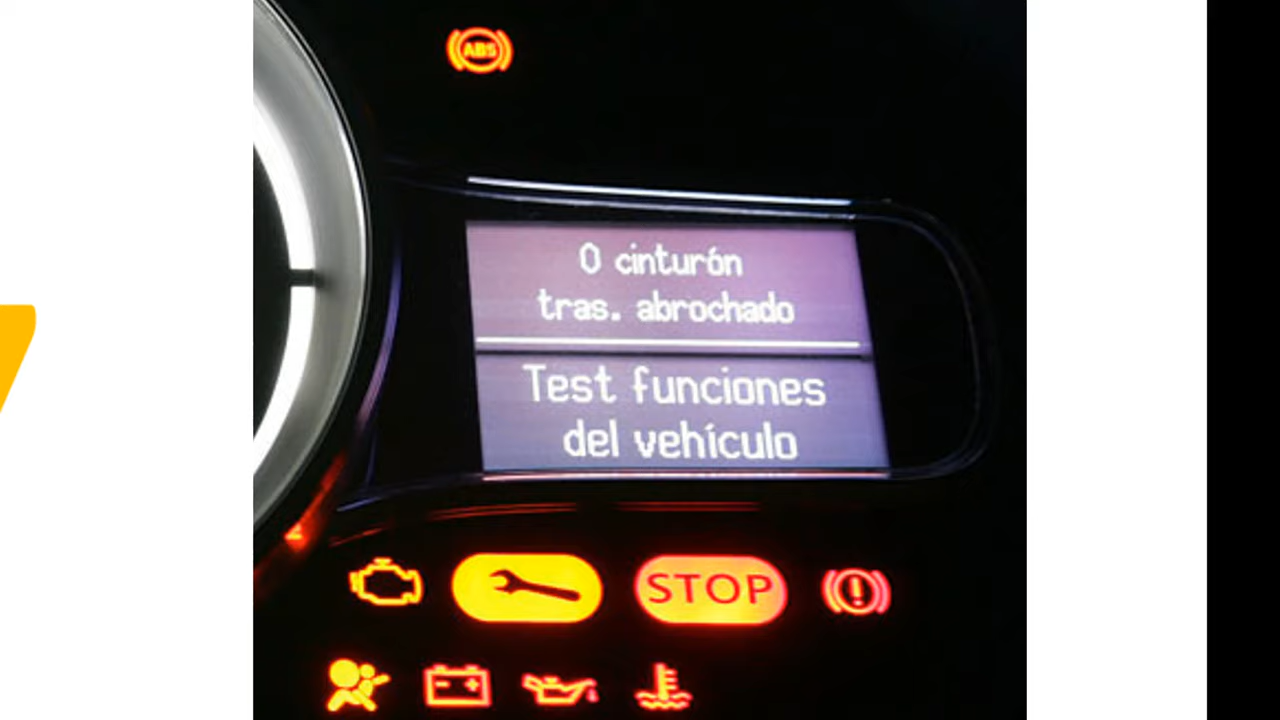 ABS
0 cinturón
tras. abrochado
Test funciones
del vehículo
STOP